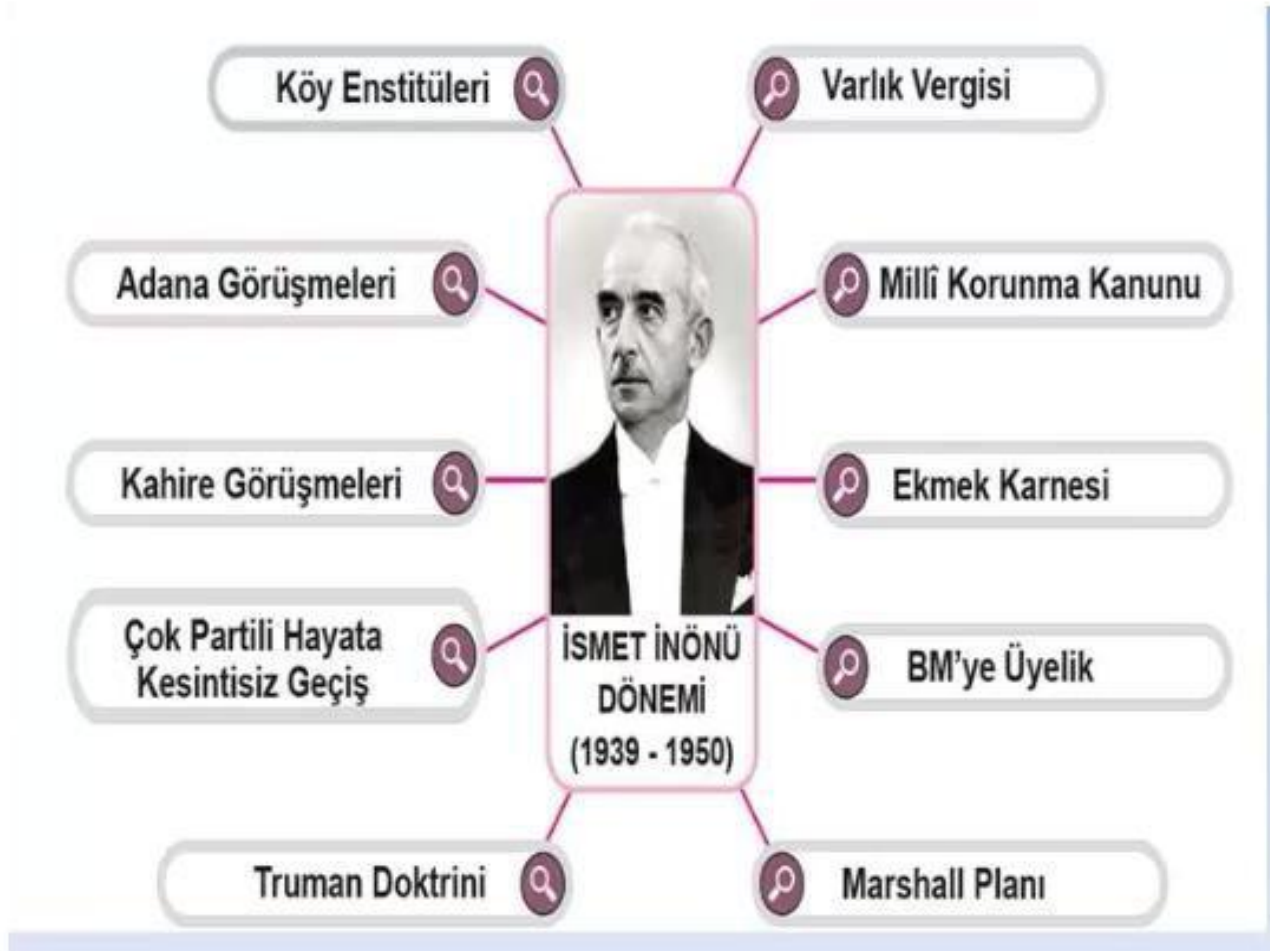 Köy Enstitüleri
Varlık Vergisi
Adana Görüşmeleri
Millî Korunma Kanunu
Kahire Görüşmeleri
Ekmek Karnesi
Çok Partili Hayata
Kesintisiz Geçiş
BM'ye Üyelik
İSMET İNÖNÜ
DÖNEMİ
(1939 - 1950)
Truman Doktrini
Marshall Planı